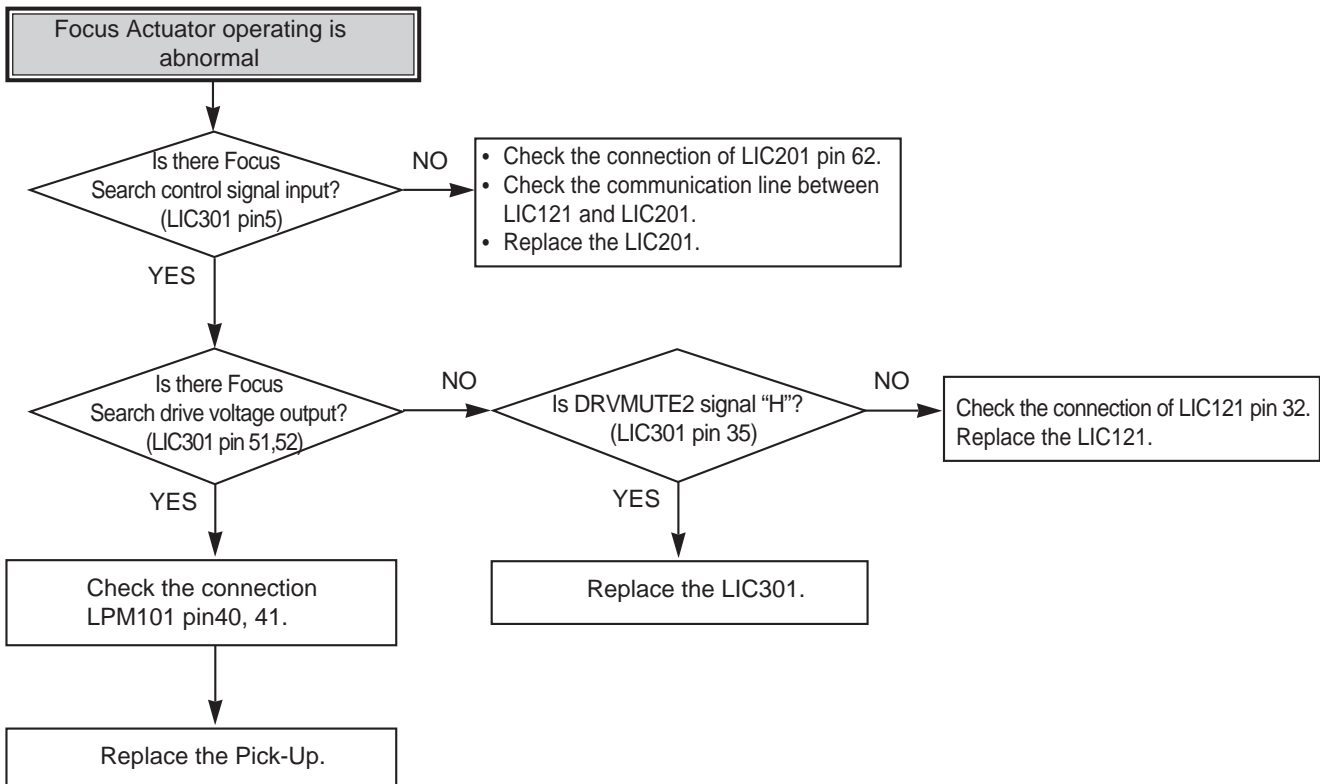 Focus Actuator operating is
abnormal
Is there Focus
Search control signal input?
(LIC301 pin5)
NO
• Check the connection of LIC201 pin 62.
• Check the communication line between
LIC121 and LIC201.
• Replace the LIC201.
YES
Is there Focus
Search drive voltage output?
(LIC301 pin 51,52)
NO
Is DRVMUTE2 signal “H”?
(LIC301 pin 35)
NO
Check the connection of LIC121 pin 32.
Replace the LIC121.
YES
YES
Check the connection
LPM101 pin40, 41.
Replace the LIC301.
Replace the Pick-Up.